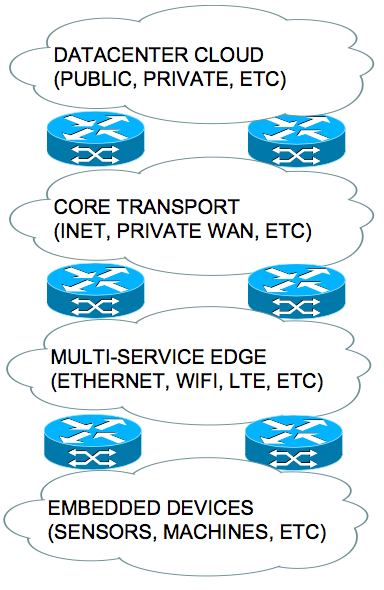 DATACENTER CLOUD
(PUBLIC, PRIVATE, ETC)
CORE TRANSPORT
(INET, PRIVATE WAN, ETC)
MULTI-SERVICE EDGE
(ETHERNET, WIFI, LTE, ETC)
EMBEDDED DEVICES
(SENSORS, MACHINES, ETC)